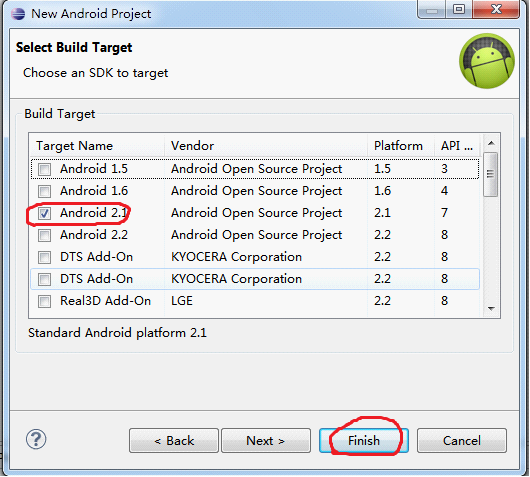 New Android Project
Select Build Target
Choose an SDK to target
Build Target
Target Name Vendor Platform API ...
Android 1.5 Android Open Source Project 1.5 3
Android 1.6 Android Open Source Project 1.6 4
Android 2.1 Android Open Source Project 2.1 7
Android 2.2 Android Open Source Project 2.2 8
DTS Add-On KYOCERA Corporation 2.2 8
DTS Add-On KYOCERA Corporation 2.2 8
Real3D Add-On LGE 2.2 8
Standard Android platform 2.1
? < Back Next > Finish Cancel